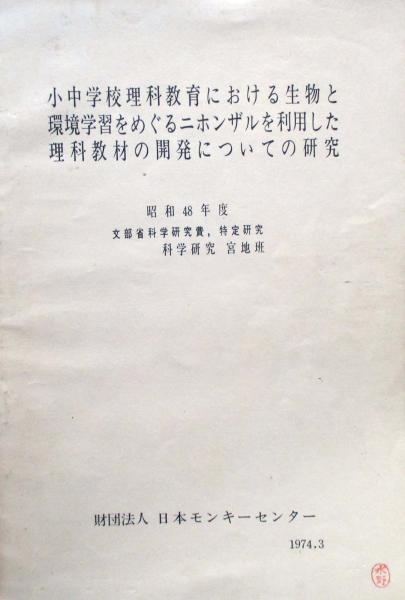 小中学校理科教育における生物と
環境学習をめぐるニホンザルを利用した
理科教材の開発についての研究
昭和 48 年度
文部省科学研究費，特定研究
科学研究 宮地班
財団法人 日本モンキーセンター
1974.3
水野